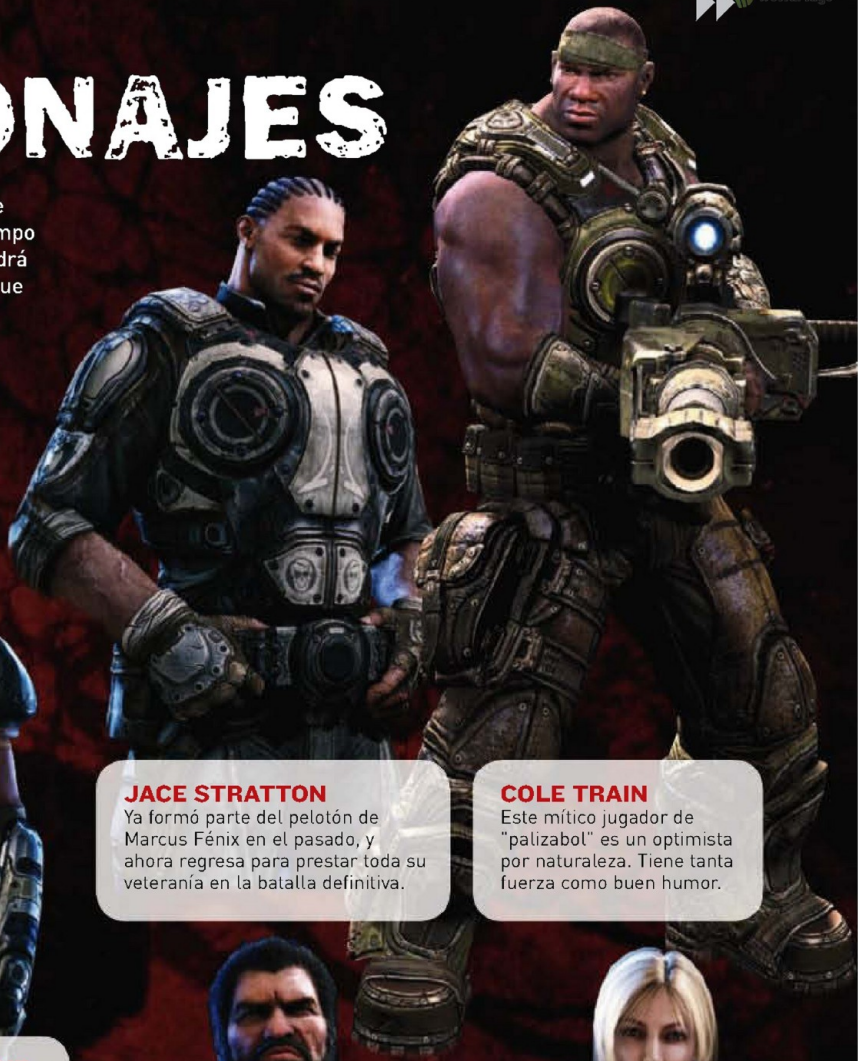 ONAJES
e
mpo
drá
ue
JACE STRATTON
Ya formó parte del pelotón de
Marcus Fénix en el pasado, y
ahora regresa para prestar toda su
veteranía en la batalla definitiva.
COLE TRAIN
Este mítico jugador de
"palizabol" es un optimista
por naturaleza. Tiene tanta
fuerza como buen humor.